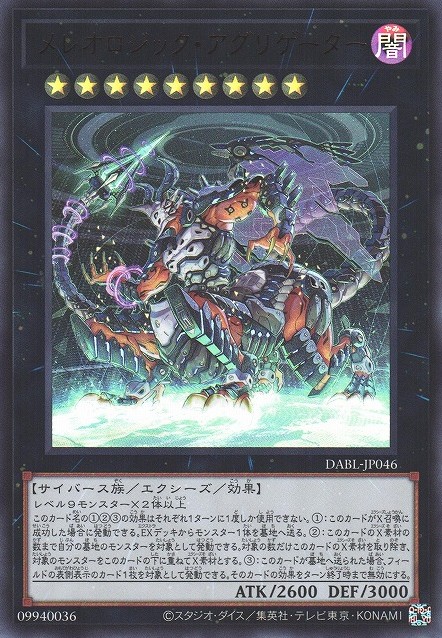 クシオロジック・アグリゲーター
闇
やみ
DABL-JP046
【サイバース族／エクシーズ／効果】
レベル９モンスター×２体以上
このカード名の①②③の効果はそれぞれ１ターンに１度しか使用できない。①：このカードがX召喚に
成功した場合に発動できる。EXデッキからモンスター１体を墓地へ送る。②：このカードのX素材の
数まで自分の墓地のモンスターを対象として発動できる。対象の数だけこのカードのX素材を取り除き、
対象のモンスターをこのカードの下に重ねてX素材とする。③：このカードが墓地へ送られた場合、フィー
ルドの表側表示のカード１枚を対象として発動できる。そのカードの効果をターン終了時まで無効にする。
ATK/2600 DEF/3000
09940036
©スタジオ・ダイス／集英社・テレビ東京・KONAMI